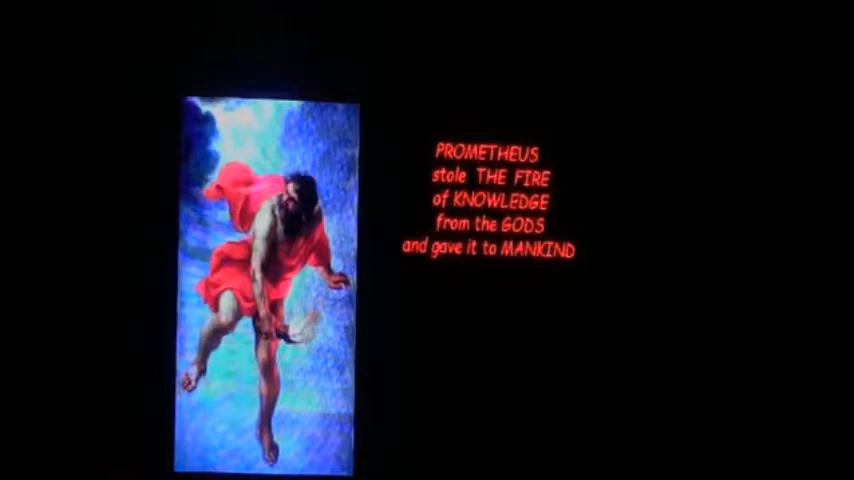 PROMETHEUS
stole THE FIRE
of KNOWLEDGE
from the GODS
and gave it to MANKIND